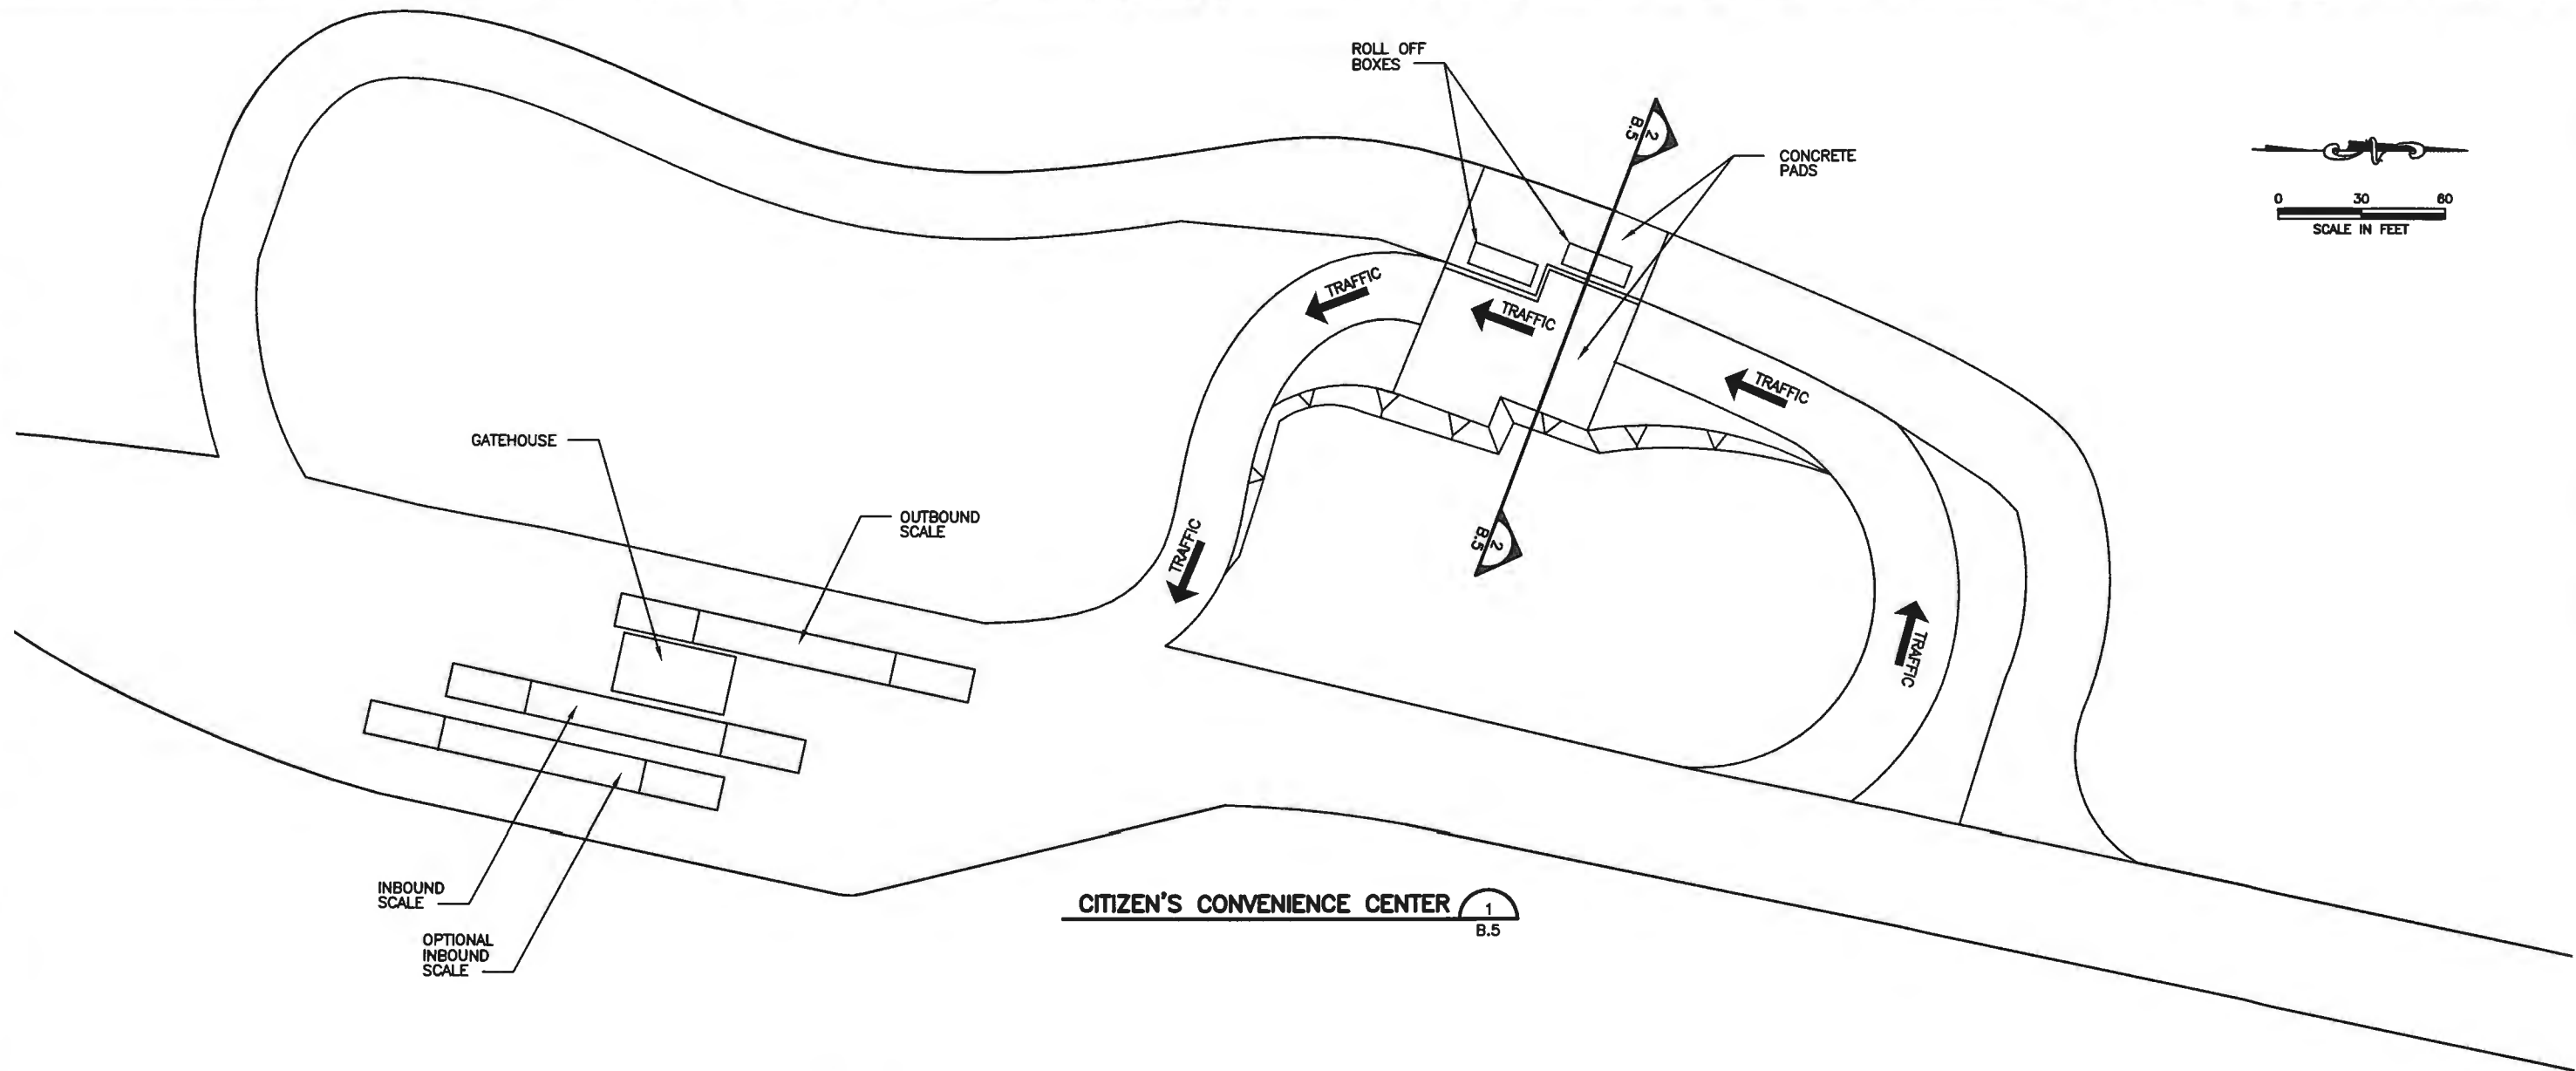 ROLL OFF
BOXES
2
B.5
CONCRETE
PADS
0 30 60
SCALE IN FEET
TRAFFIC
TRAFFIC
TRAFFIC
GATEHOUSE
OUTBOUND
SCALE
TRAFFIC
2
B.5
TRAFFIC
INBOUND
SCALE
OPTIONAL
INBOUND
SCALE
CITIZEN'S CONVENIENCE CENTER 1
B.5